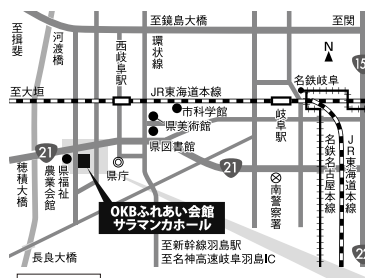 至鏡島大橋
至関
至揖斐
河渡橋
西岐阜駅
環状線
N
15
名鉄岐阜
至大垣
JR東海道本線
市科学館
県美術館
県図書館
岐阜駅
名鉄名古屋本線
JR東海道本線
21
穂積大橋
県福祉
農業会館
県庁
21
南警察署
OKBふれあい会館
サラマンカホール
長良大橋
至新幹線羽島駅
至名神高速岐阜羽島IC
22